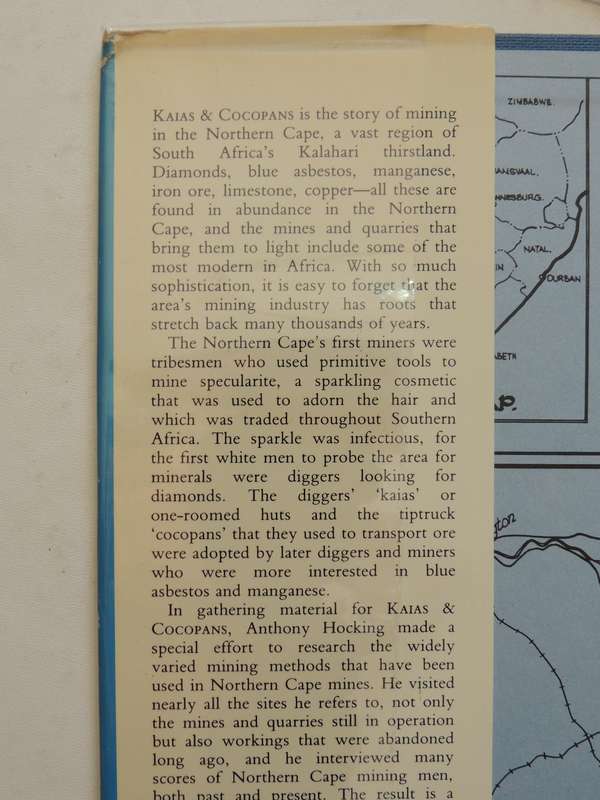 KAIAS & COCOPANS is the story of mining
in the Northern Cape, a vast region of
South Africa's Kalahari thirstland.
Diamonds, blue asbestos, manganese,
iron ore, limestone, copper—all these are
found in abundance in the Northern
Cape, and the mines and quarries that
bring them to light include some of the
most modern in Africa. With so much
sophistication, it is easy to forget that the
area's mining industry has roots that
stretch back many thousands of years.
The Northern Cape's first miners were
tribesmen who used primitive tools to
mine specularite, a sparkling cosmetic
that was used to adorn the hair and
which was traded throughout Southern
Africa. The sparkle was infectious, for
the first white men to probe the area for
minerals were diggers looking for
diamonds. The diggers' 'kaias' or
one-roomed huts and the tiptruck
'cocopans' that they used to transport ore
were adopted by later diggers and miners
who were more interested in blue
asbestos and manganese.
In gathering material for KAIAS &
COCOPANS, Anthony Hocking made a
special effort to research the widely
varied mining methods that have been
used in Northern Cape mines. He visited
nearly all the sites he refers to, not only
the mines and quarries still in operation
but also workings that were abandoned
long ago, and he interviewed many
scores of Northern Cape mining men,
both past and present. The result is a
ZIMBABWE.
ANSVAAL.
NNESBURG.
NATAL.
DURBAN